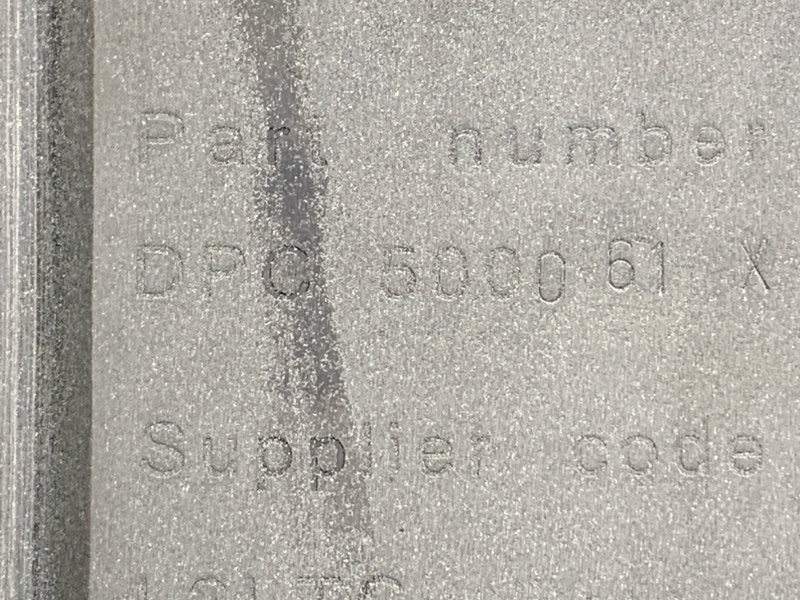 Part number
DPC 500061 X
Supplier code